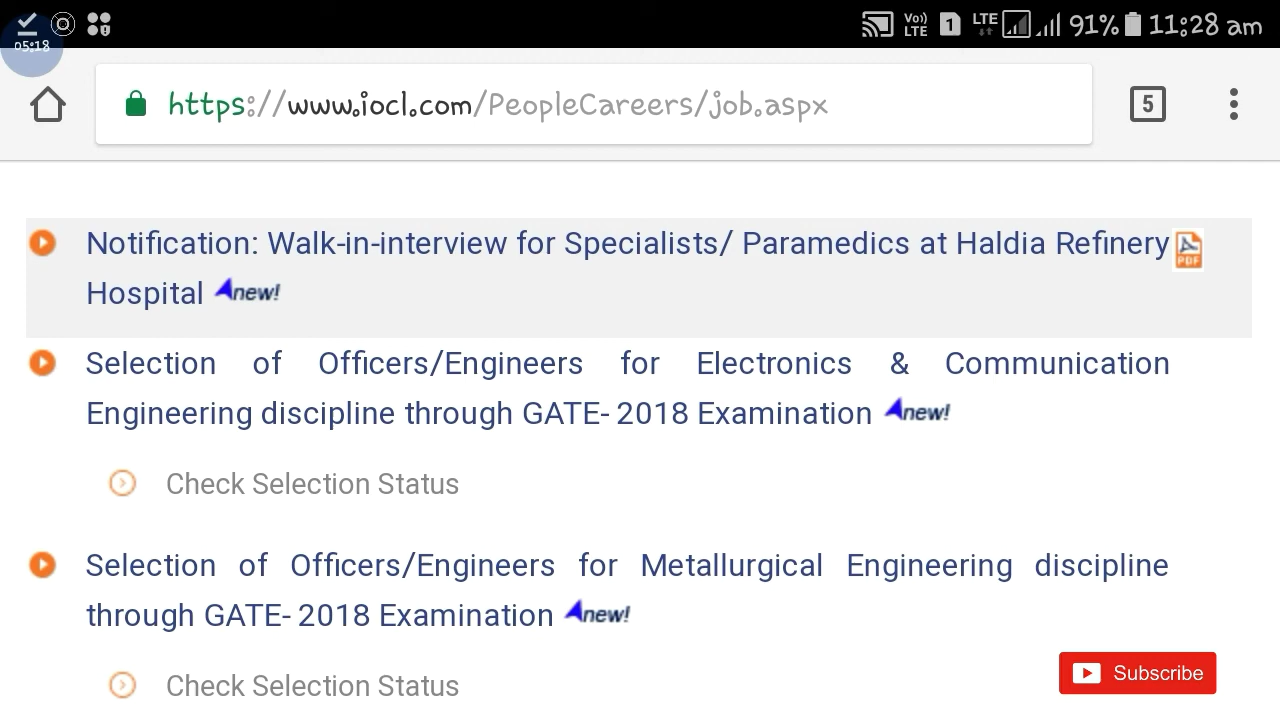 05:18
Vo)) LTE 1 LTE 91% 11:28 am
https://www.iocl.com/PeopleCareers/job.aspx 5
Notification: Walk-in-interview for Specialists/ Paramedics at Haldia Refinery PDF
Hospital new!
Selection of Officers/Engineers for Electronics & Communication
Engineering discipline through GATE- 2018 Examination new!
Check Selection Status
Selection of Officers/Engineers for Metallurgical Engineering discipline
through GATE- 2018 Examination new!
Check Selection Status
Subscribe